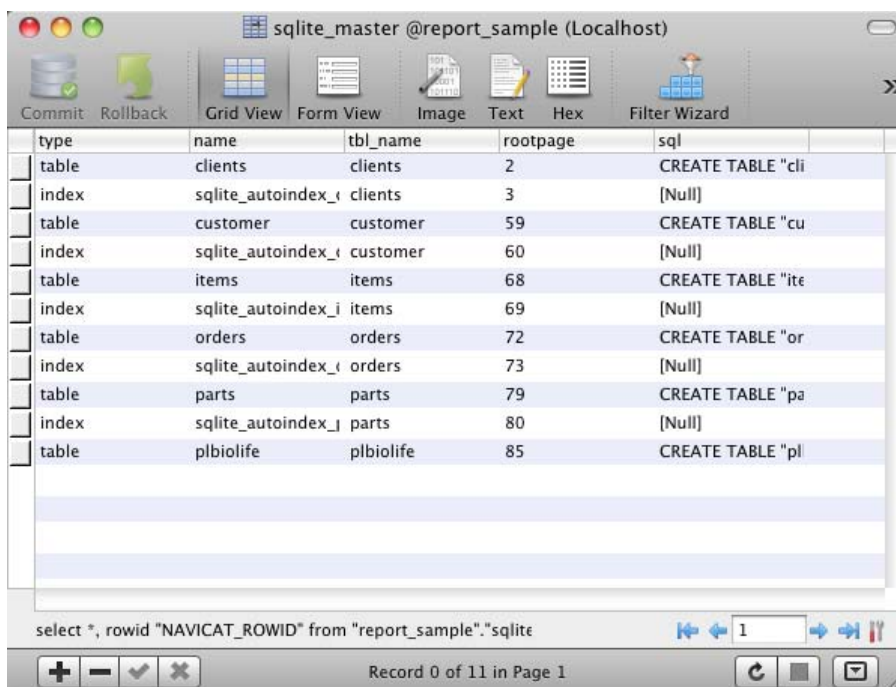 sqlite_master @report_sample (Localhost)
Commit Rollback Grid View Form View Image Text Hex Filter Wizard
type name tbl_name rootpage sql
table clients clients 2 CREATE TABLE "cli
index sqlite_autoindex_c clients 3 [Null]
table customer customer 59 CREATE TABLE "cu
index sqlite_autoindex_c customer 60 [Null]
table items items 68 CREATE TABLE "ite
index sqlite_autoindex_i items 69 [Null]
table orders orders 72 CREATE TABLE "or
index sqlite_autoindex_ orders 73 [Null]
table parts parts 79 CREATE TABLE "pa
index sqlite_autoindex_p parts 80 [Null]
table plbiolife plbiolife 85 CREATE TABLE "pl
select *, rowid "NAVICAT_ROWID" from "report_sample"."sqlite 1
Record 0 of 11 in Page 1